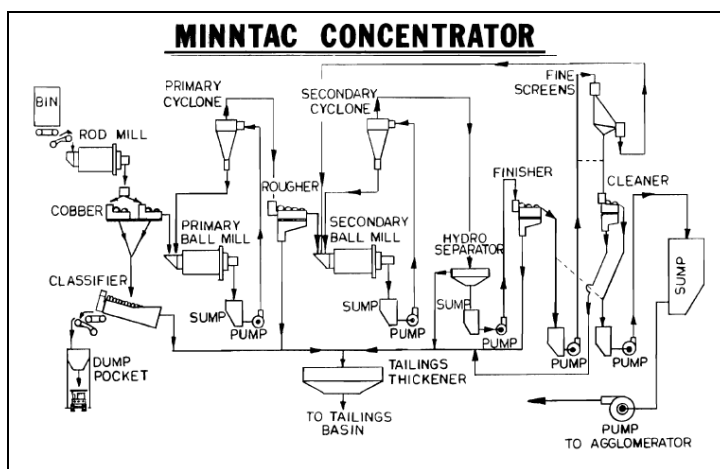 MINNTAC CONCENTRATOR
BIN
ROD MILL
PRIMARY
CYCLONE
SECONDARY
CYCLONE
FINE
SCREENS
COBBER
ROUGHER
FINISHER
CLEANER
PRIMARY
BALL MILL
SECONDARY
BALL MILL
HYDRO
SEPARATOR
CLASSIFIER
SUMP
PUMP
SUMP
PUMP
SUMP
PUMP
PUMP
PUMP
SUMP
DUMP
POCKET
TAILINGS
THICKENER
TO TAILINGS
BASIN
PUMP
TO AGGLOMERATOR